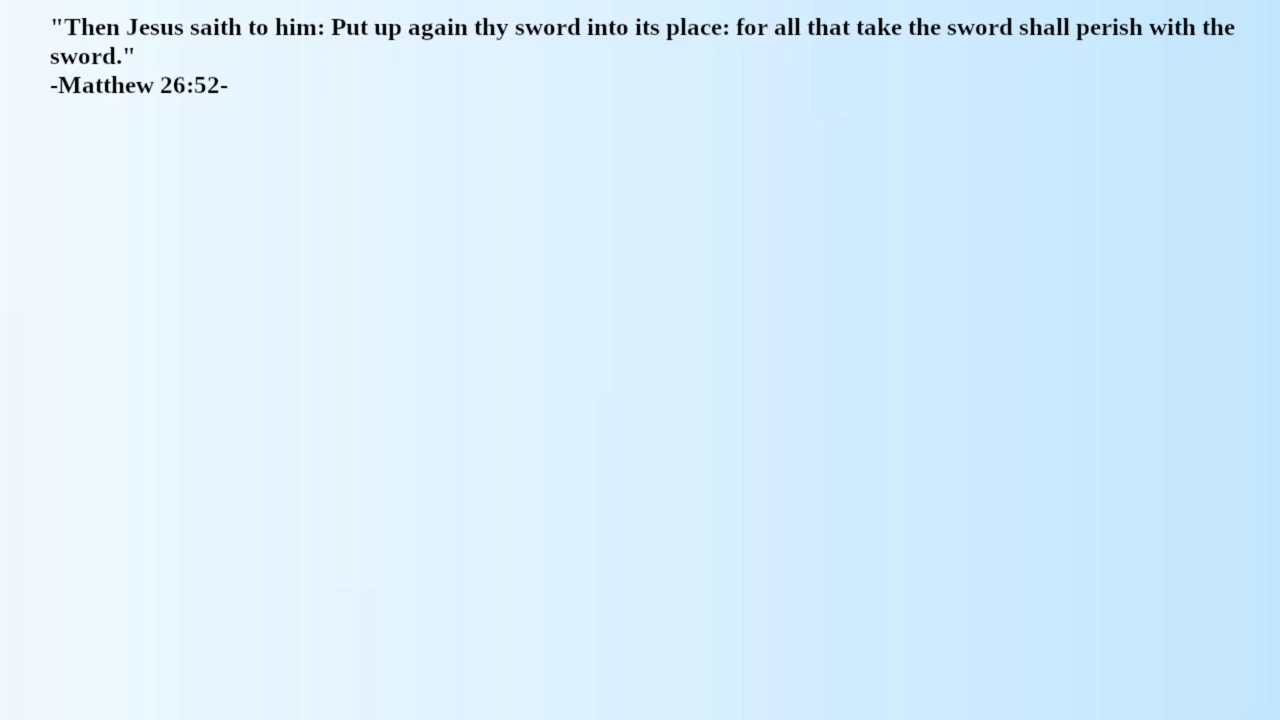 "Then Jesus saith to him: Put up again thy sword into its place: for all that take the sword shall perish with the
sword."
-Matthew 26:52-